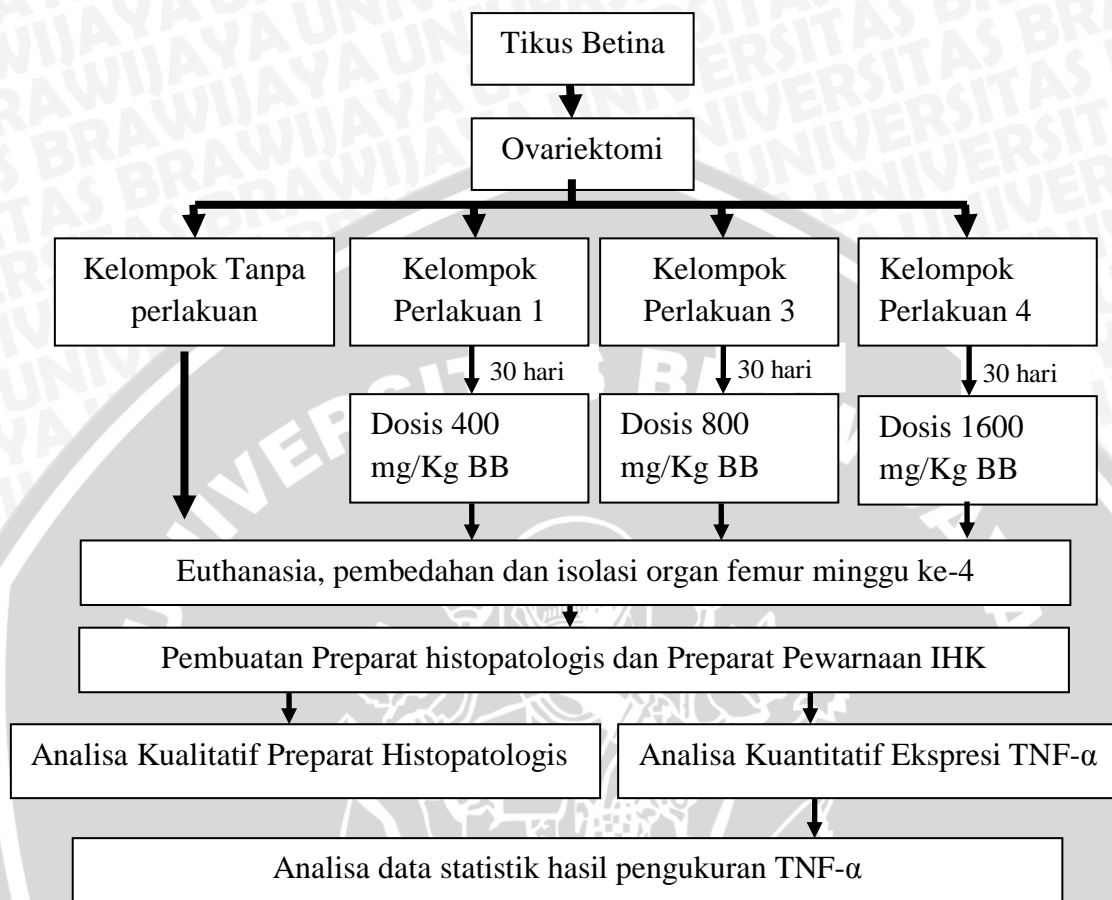 Tikus Betina
Ovariektomi
Kelompok Tanpa
perlakuan
Kelompok
Perlakuan 1
Kelompok
Perlakuan 3
Kelompok
Perlakuan 4
30 hari
30 hari
30 hari
Dosis 400
mg/Kg BB
Dosis 800
mg/Kg BB
Dosis 1600
mg/Kg BB
Euthanasia, pembedahan dan isolasi organ femur minggu ke-4
Pembuatan Preparat histopatologis dan Preparat Pewarnaan IHK
Analisa Kualitatif Preparat Histopatologis
Analisa Kuantitatif Ekspresi TNF-α
Analisa data statistik hasil pengukuran TNF-α